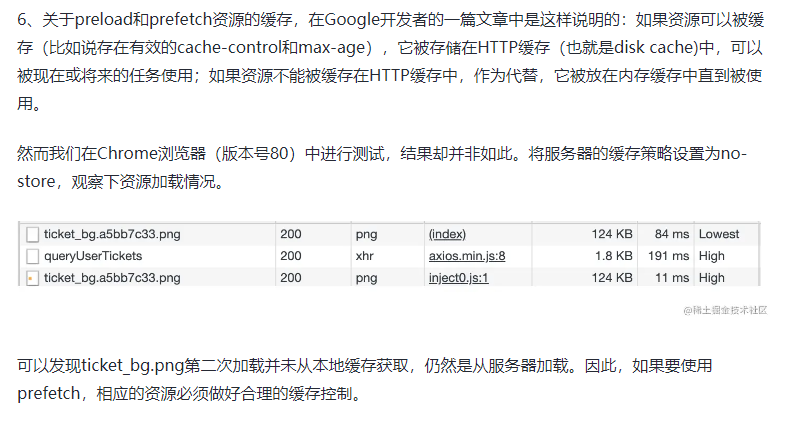 6、关于preload和prefetch资源的缓存，在Google开发者的一篇文章中是这样说明的：如果资源可以被缓
存（比如说存在有效的cache-control和max-age），它被存储在HTTP缓存（也就是disk cache)中，可以
被现在或将来的任务使用；如果资源不能被缓存在HTTP缓存中，作为代替，它被放在内存缓存中直到被使
用。
然而我们在Chrome浏览器（版本号80）中进行测试，结果却并非如此。将服务器的缓存策略设置为no-
store，观察下资源加载情况。
ticket_bg.a5bb7c33.png 200 png (index) 124 KB 84 ms Lowest
queryUserTickets 200 xhr axios.min.js:8 1.8 KB 191 ms High
ticket_bg.a5bb7c33.png 200 png inject0.js:1 124 KB 11 ms High
@稀土掘金技术社区
可以发现ticket_bg.png第二次加载并未从本地缓存获取，仍然是从服务器加载。因此，如果要使用
prefetch，相应的资源必须做好合理的缓存控制。